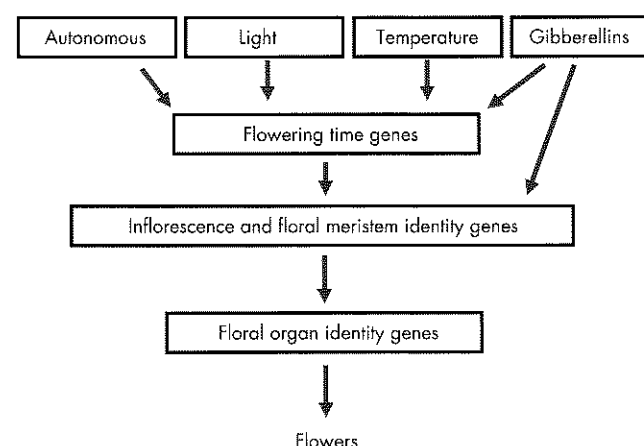 Autonomous
Light
Temperature
Gibberellins
Flowering time genes
Inflorescence and floral meristem identity genes
Floral organ identity genes
Flowers